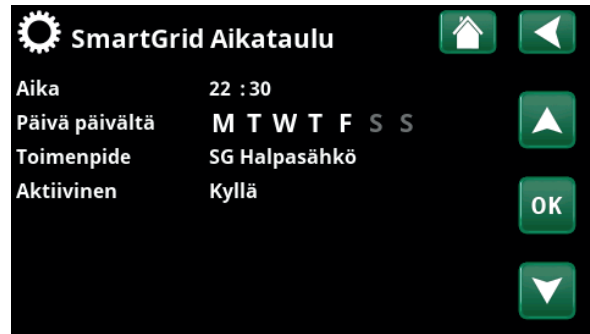 SmartGrid Aikataulu
Aika 22 :30
Päivä päivältä M T W T F S S
Toimenpide SG Halpasähkö
Aktiivinen Kyllä
OK